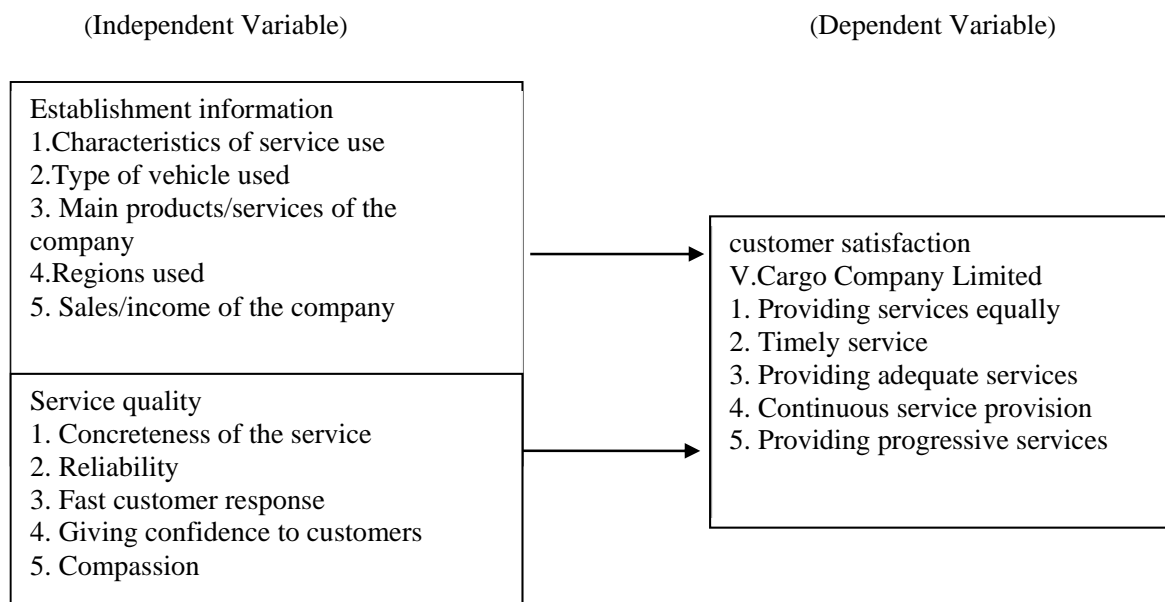 (Independent Variable)
(Dependent Variable)
Establishment information
1.Characteristics of service use
2.Type of vehicle used
3. Main products/services of the
company
4.Regions used
5. Sales/income of the company
Service quality
1. Concreteness of the service
2. Reliability
3. Fast customer response
4. Giving confidence to customers
5. Compassion
customer satisfaction
V.Cargo Company Limited
1. Providing services equally
2. Timely service
3. Providing adequate services
4. Continuous service provision
5. Providing progressive services